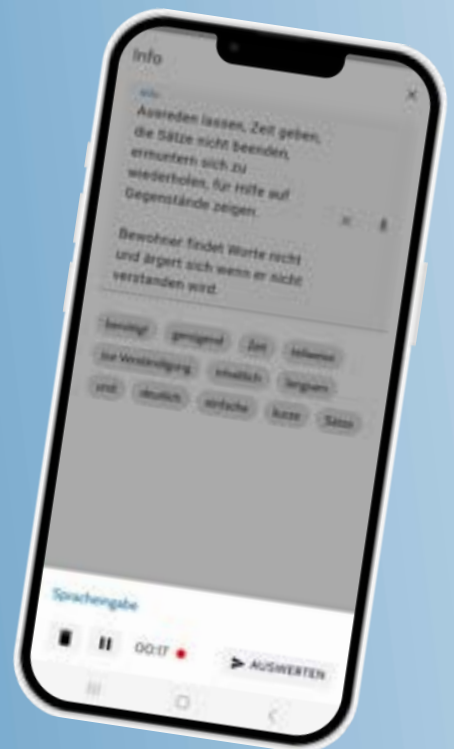 Info
Info
Ausreden lassen, Zeit geben,
die Sätze nicht beenden,
ermuntern sich zu
wiederholen, für Hilfe auf
Gegenstände zeigen.
Bewohner findet Worte nicht
und ärgert sich wenn er nicht
verstanden wird.
benötigt genügend Zeit
zur Verständigung inhaltlich langsam
und deutlich einfache kurze Sätze
Spracheingabe
00:17 AUSWERTEN